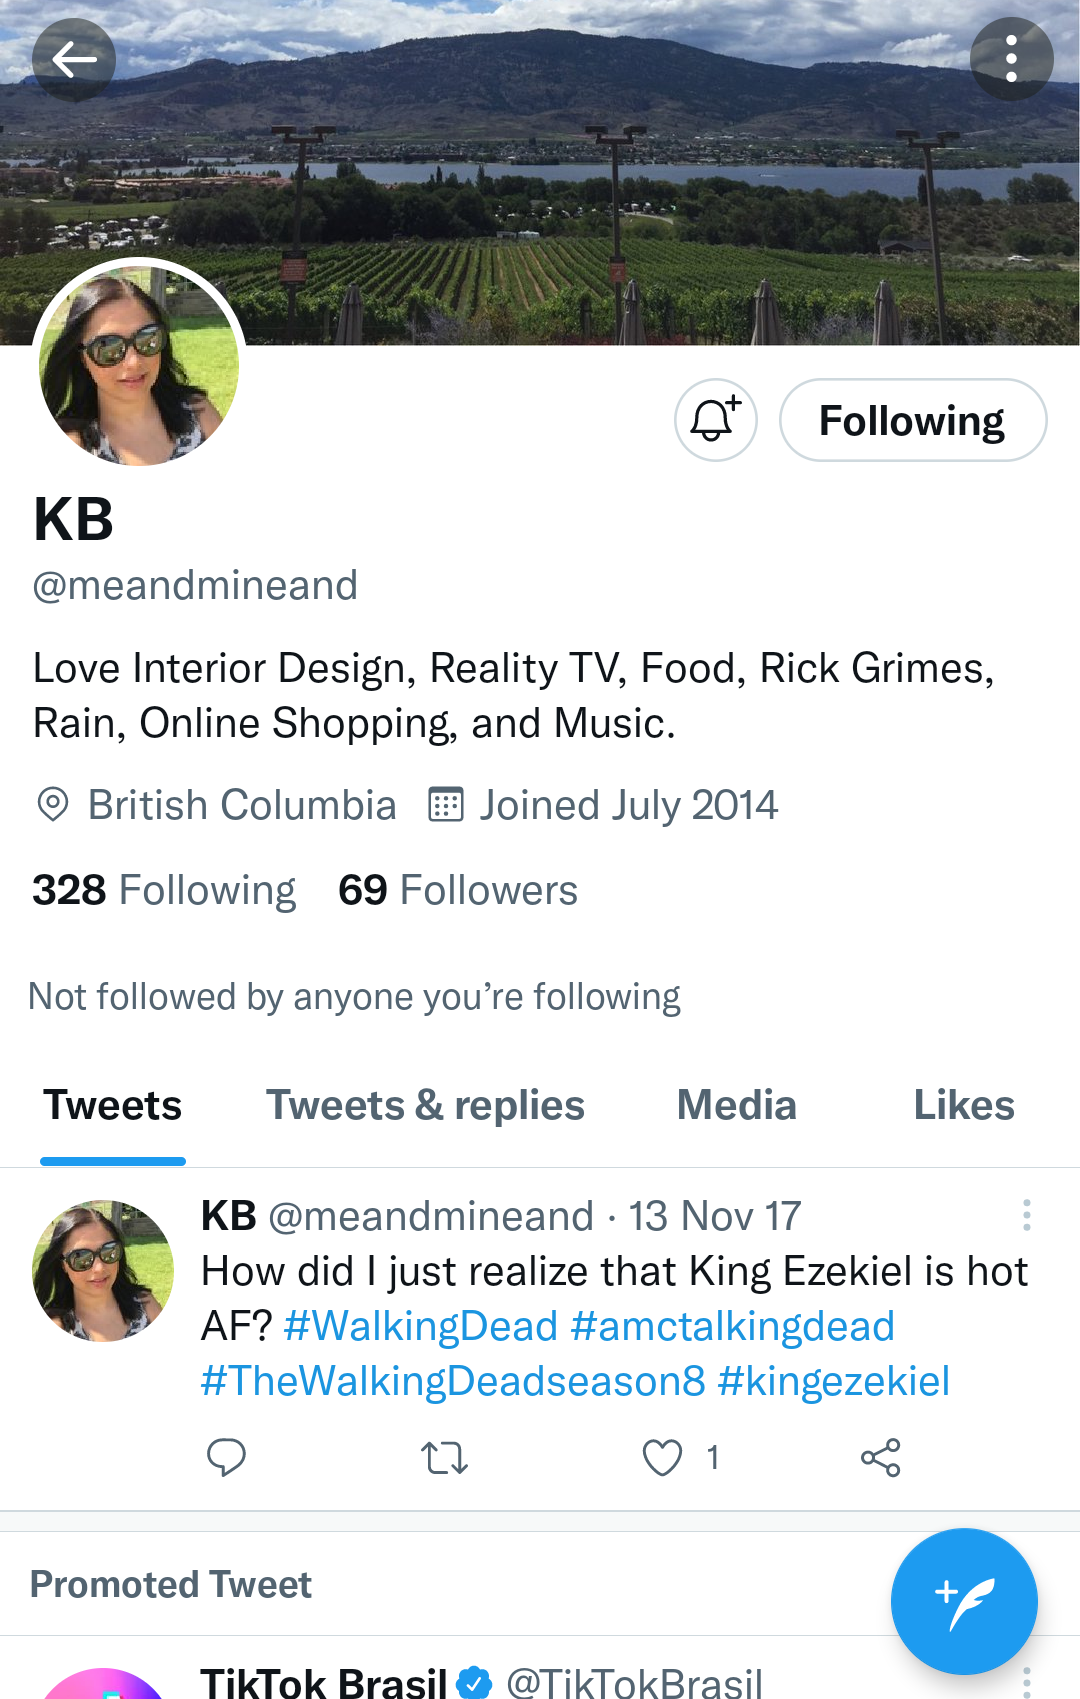 Following
KB
@meandmineand
Love Interior Design, Reality TV, Food, Rick Grimes,
Rain, Online Shopping, and Music.
British Columbia Joined July 2014
328 Following 69 Followers
Not followed by anyone you’re following
Tweets Tweets & replies Media Likes
KB @meandmineand · 13 Nov 17
How did I just realize that King Ezekiel is hot
AF? #WalkingDead #amctalkingdead
#TheWalkingDeadseason8 #kingezekiel
1
Promoted Tweet
TikTok Brasil @TikTokBrasil